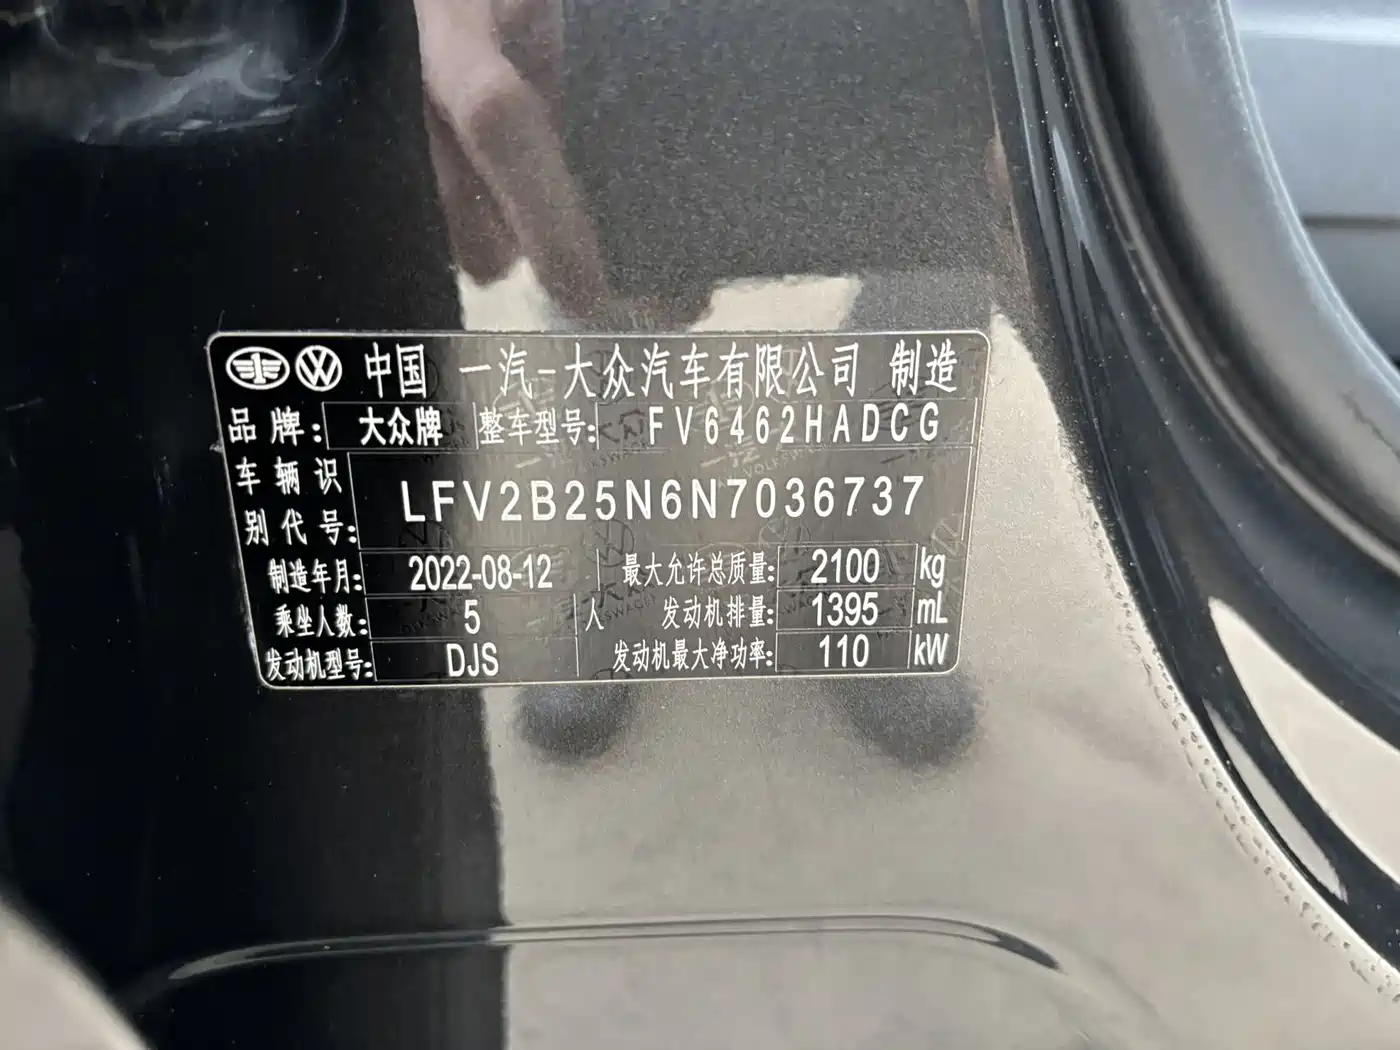 中国 一汽-大众汽车有限公司 制造
品牌: 大众牌 整车型号: FV6462HADCG
车辆识别代号: LFV2B25N6N7036737
制造年月: 2022-08-12 最大允许总质量: 2100 kg
乘坐人数: 5 人 发动机排量: 1395 mL
发动机型号: DJS 发动机最大净功率: 110 kW